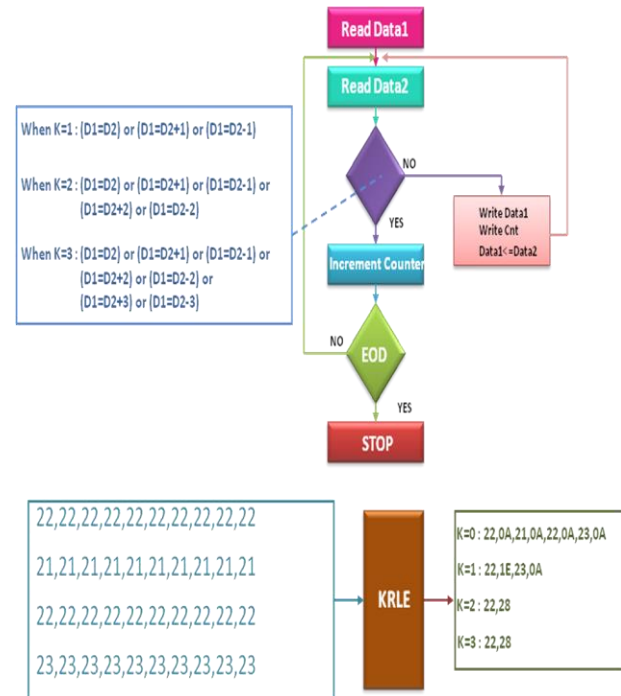 Read Data1
Read Data2
When K=1 : (D1=D2) or (D1=D2+1) or (D1=D2-1)
When K=2 : (D1=D2) or (D1=D2+1) or (D1=D2-1) or
(D1=D2+2) or (D1=D2-2)
When K=3 : (D1=D2) or (D1=D2+1) or (D1=D2-1) or
(D1=D2+2) or (D1=D2-2) or
(D1=D2+3) or (D1=D2-3)
NO
YES
Write Data1
Write Cnt
Data1<=Data2
Increment Counter
NO
EOD
YES
STOP
22,22,22,22,22,22,22,22,22,22
21,21,21,21,21,21,21,21,21,21
22,22,22,22,22,22,22,22,22,22
23,23,23,23,23,23,23,23,23,23
KRLE
K=0 : 22,0A,21,0A,22,0A,23,0A
K=1 : 22,1E,23,0A
K=2 : 22,28
K=3 : 22,28